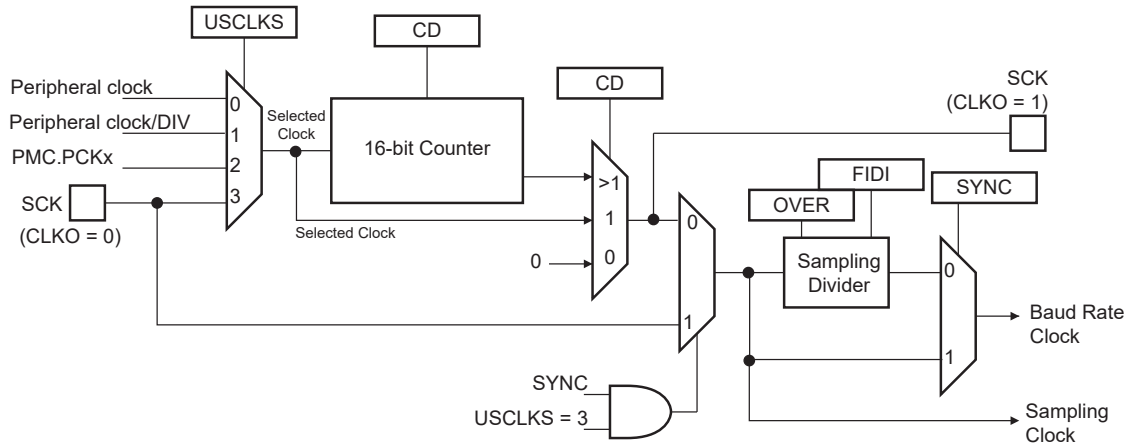 USCLKS
CD
CD
SCK
(CLKO = 1)
Peripheral clock
0
Peripheral clock/DIV
1
PMC.PCKx
2
3
SCK
(CLKO = 0)
Selected
Clock
16-bit Counter
Selected Clock
>1
1
0
0
0
1
FIDI
OVER
SYNC
Sampling
Divider
0
1
Baud Rate
Clock
SYNC
USCLKS = 3
Sampling
Clock